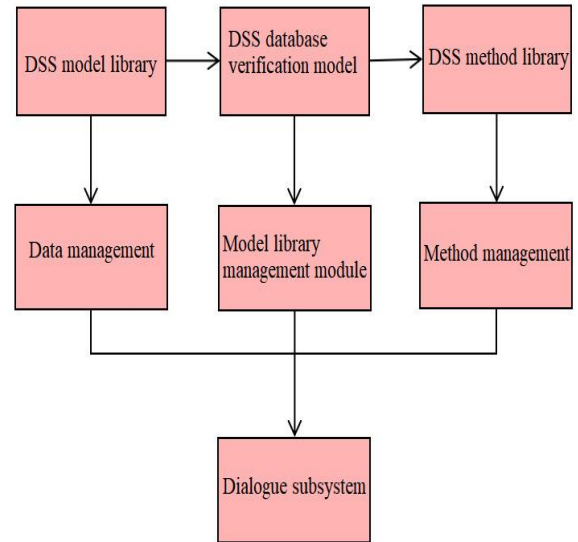 DSS model library
DSS database
verification model
DSS method library
Data management
Model library
management module
Method management
Dialogue subsystem